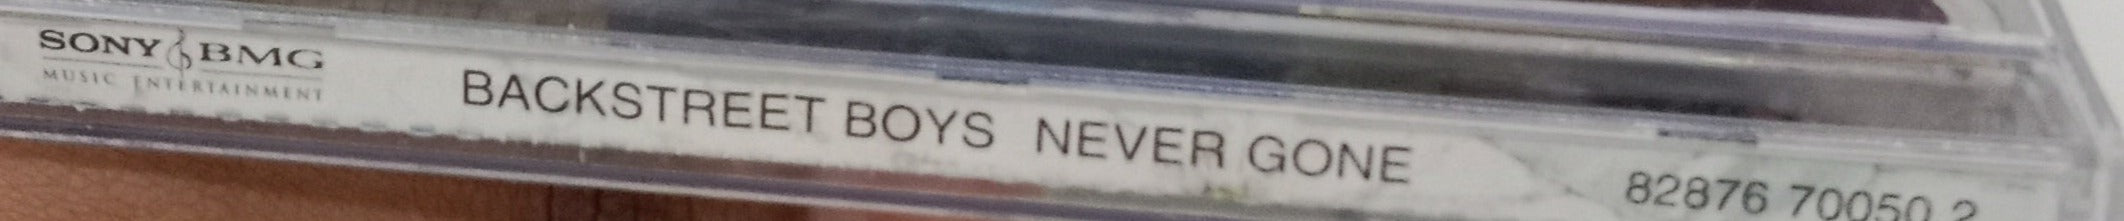 SONY BMG
MUSIC ENTERTAINMENT
BACKSTREET BOYS NEVER GONE
82876 70050 2